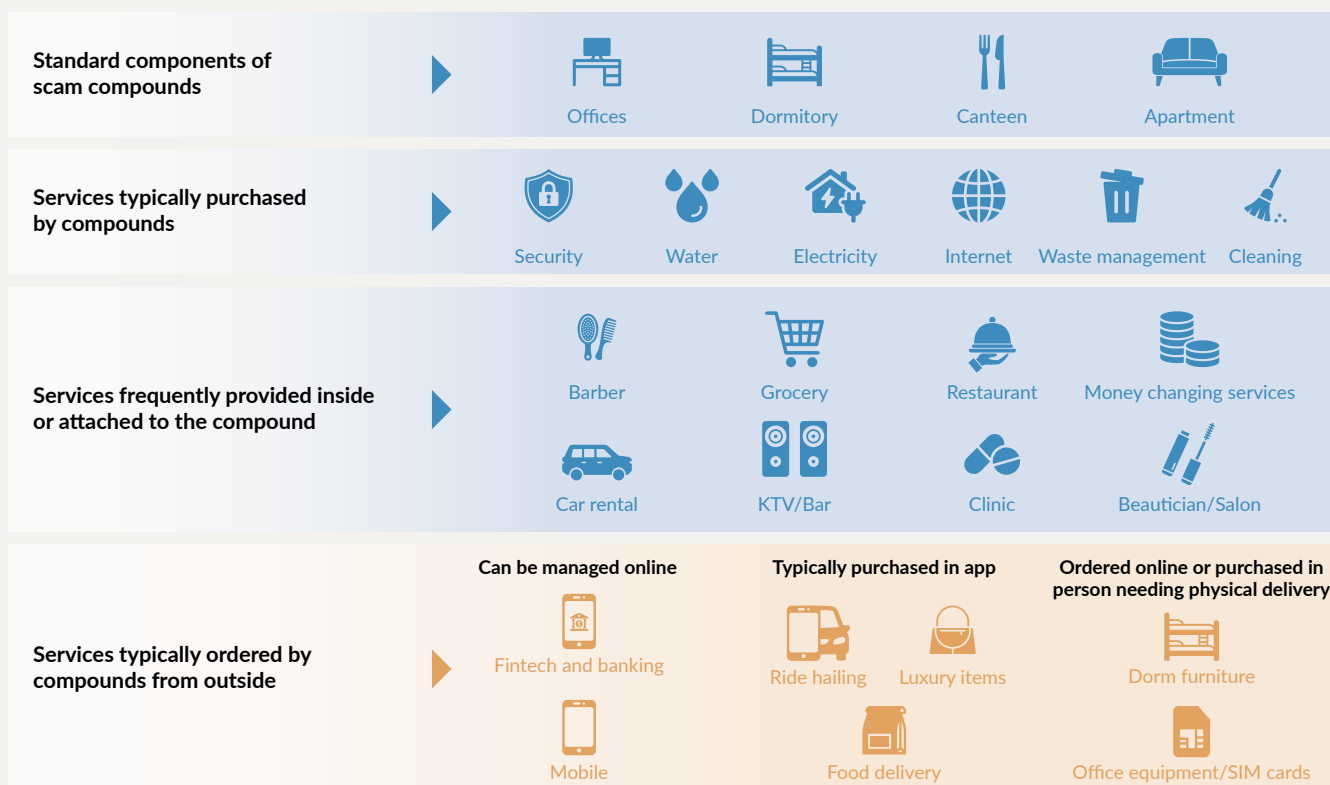 Standard components of
scam compounds
Offices
Dormitory
Canteen
Apartment
Services typically purchased
by compounds
Security
Water
Electricity
Internet
Waste management
Cleaning
Services frequently provided inside
or attached to the compound
Barber
Grocery
Restaurant
Money changing services
Car rental
KTV/Bar
Clinic
Beautician/Salon
Services typically ordered by
compounds from outside
Can be managed online
Fintech and banking
Mobile
Typically purchased in app
Ride hailing
Luxury items
Food delivery
Ordered online or purchased in
person needing physical delivery
Dorm furniture
Office equipment/SIM cards